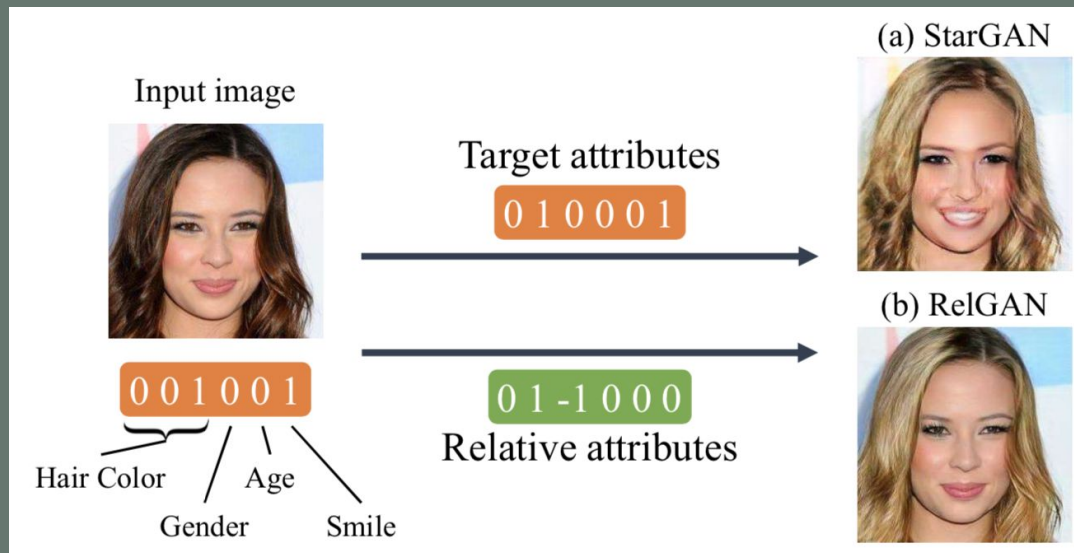 (a) StarGAN
Input image
Target attributes
0 1 0 0 0 1
(b) RelGAN
0 0 1 0 0 1
0 1 -1 0 0 0
Relative attributes
Hair Color
Age
Gender
Smile